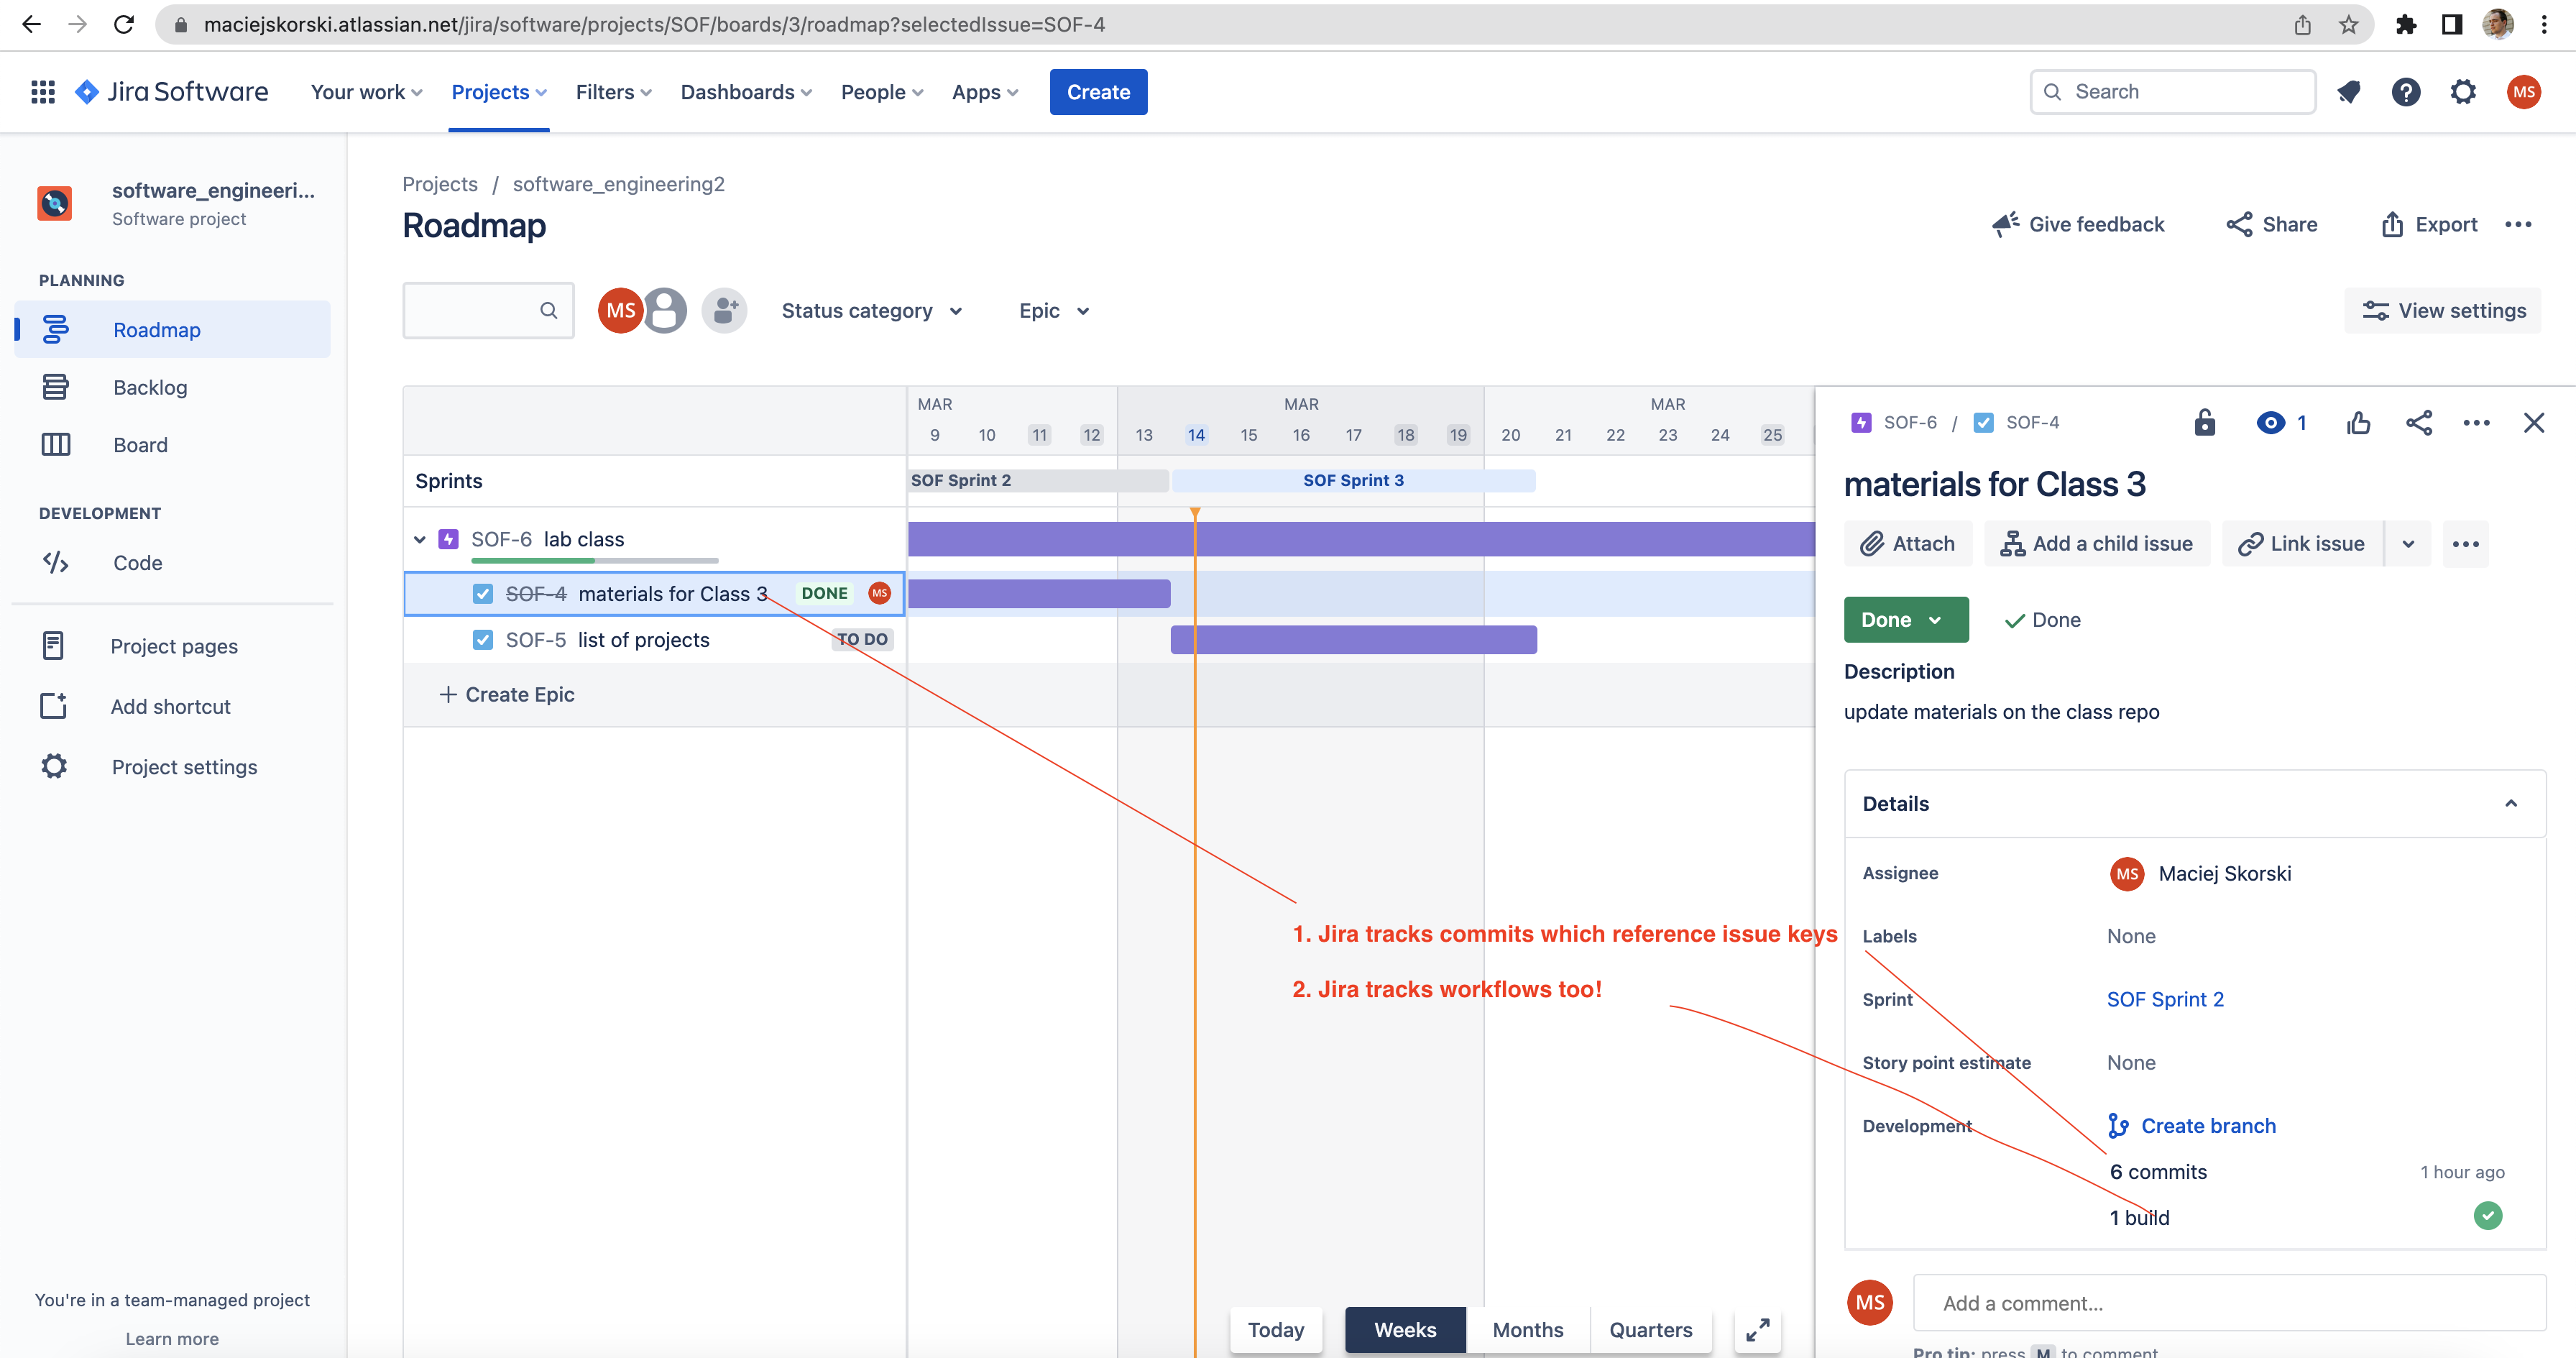 maciejskorski.atlassian.net/jira/software/projects/SOF/boards/3/roadmap?selectedIssue=SOF-4
Jira Software
Your work
Projects
Filters
Dashboards
People
Apps
Create
Search
MS
software_engineeri...
Software project
PLANNING
Roadmap
Backlog
Board
DEVELOPMENT
Code
Project pages
Add shortcut
Project settings
You're in a team-managed project
Learn more
Projects / software_engineering2
Roadmap
Give feedback
Share
Export
MS
Status category
Epic
View settings
MAR MAR MAR
9 10 11 12 13 14 15 16 17 18 19 20 21 22 23 24 25
Sprints
SOF Sprint 2
SOF Sprint 3
SOF-6 lab class
SOF-4 materials for Class 3 DONE MS
SOF-5 list of projects TO DO
+ Create Epic
1. Jira tracks commits which reference issue keys
2. Jira tracks workflows too!
Today
Weeks
Months
Quarters
SOF-6 / SOF-4
1
materials for Class 3
Attach
Add a child issue
Link issue
Done
Done
Description
update materials on the class repo
Details
Assignee
MS Maciej Skorski
Labels
None
Sprint
SOF Sprint 2
Story point estimate
None
Development
Create branch
6 commits
1 hour ago
1 build
MS
Add a comment...
Pro tip: press M to comment